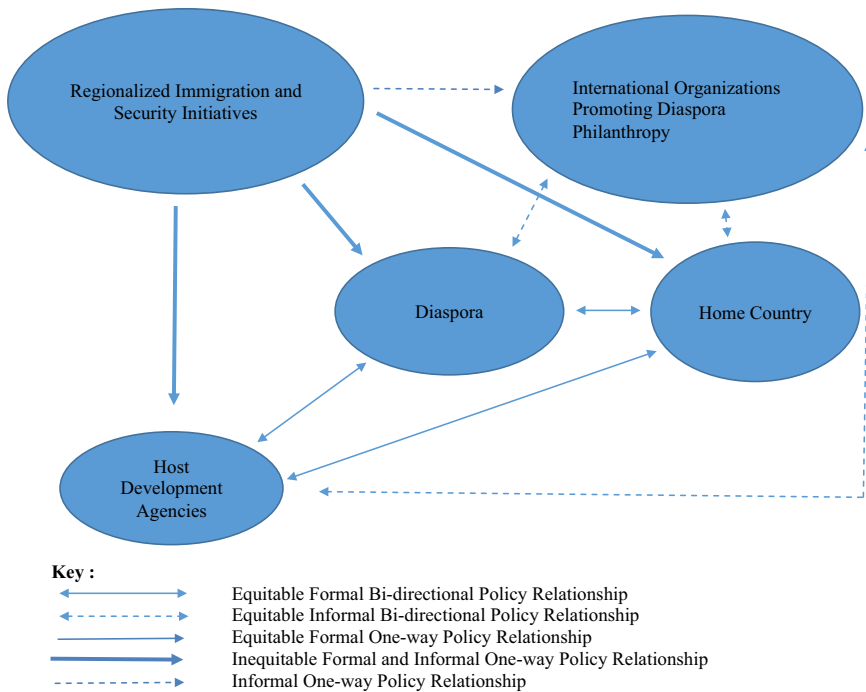 Regionalized Immigration and
Security Initiatives
International Organizations
Promoting Diaspora
Philanthropy
Diaspora
Home Country
Host
Development
Agencies
Key :
Equitable Formal Bi-directional Policy Relationship
Equitable Informal Bi-directional Policy Relationship
Equitable Formal One-way Policy Relationship
Inequitable Formal and Informal One-way Policy Relationship
Informal One-way Policy Relationship